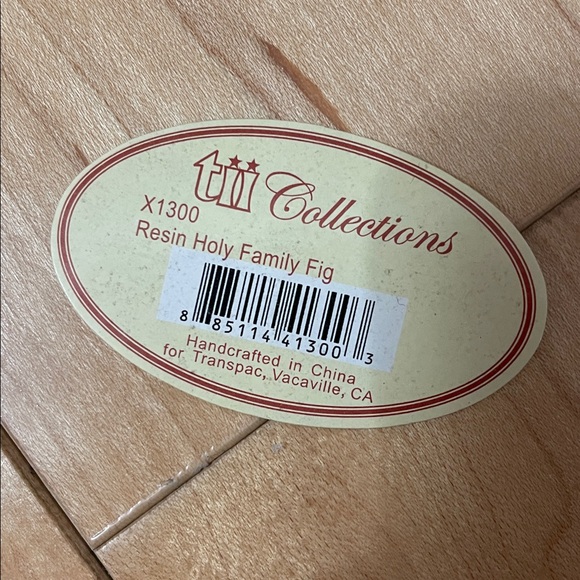 tii Collections
X1300
Resin Holy Family Fig
8 85114 41300 3
Handcrafted in China
for Transpac, Vacaville, CA